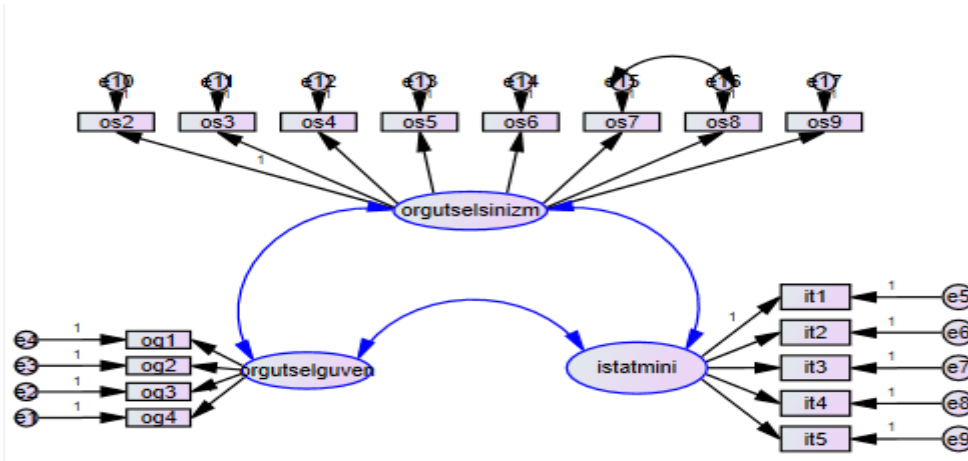 e10 e11 e12 e13 e14 e15 e16 e17
1 1 1 1 1 1 1 1
os2 os3 os4 os5 os6 os7 os8 os9
1
orgutselsinizm
1 it1 1 e5
it2 1 e6
it3 1 e7
it4 1 e8
it5 1 e9
istatmini
e4 1 og1
e3 1 og2
e2 1 og3
e1 1 og4
orgutselguven